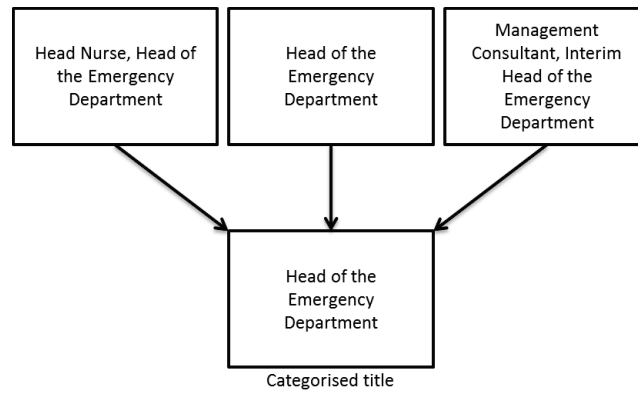 Head Nurse, Head of
the Emergency
Department
Head of the
Emergency
Department
Management
Consultant, Interim
Head of the
Emergency
Department
Head of the
Emergency
Department
Categorised title